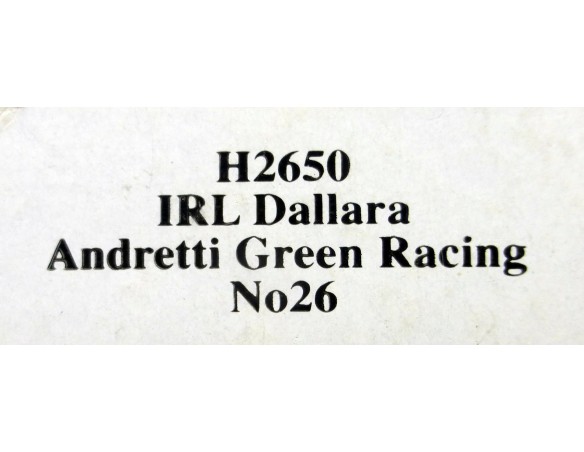 H2650
IRL Dallara
Andretti Green Racing
No26